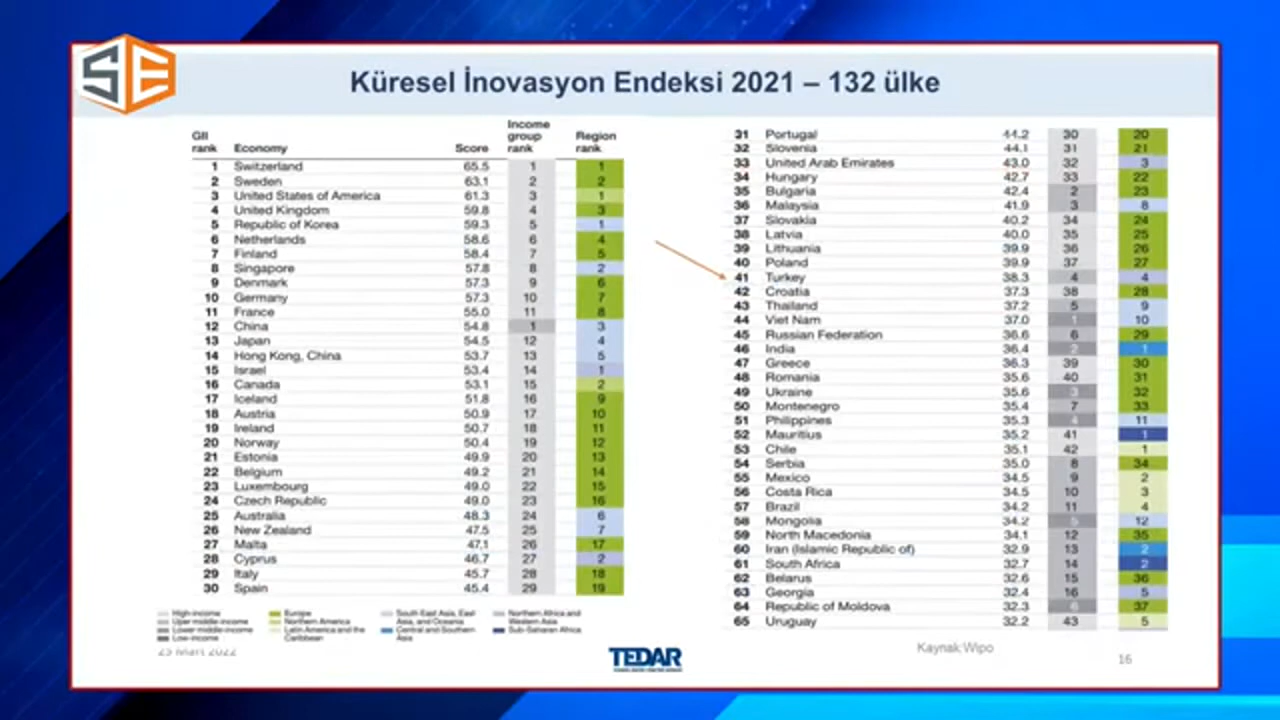 SE
Küresel İnovasyon Endeksi 2021 – 132 ülke
GII rank Economy Score Income group rank Region rank
1 Switzerland 65.5 1 1
2 Sweden 63.1 2 2
3 United States of America 61.3 3 1
4 United Kingdom 59.8 4 3
5 Republic of Korea 59.3 5 1
6 Netherlands 58.6 6 4
7 Finland 58.4 7 5
8 Singapore 57.8 8 2
9 Denmark 57.3 9 6
10 Germany 57.3 10 7
11 France 55.0 11 8
12 China 54.8 1 3
13 Japan 54.5 12 4
14 Hong Kong, China 53.7 13 5
15 Israel 53.4 14 1
16 Canada 53.1 15 2
17 Iceland 51.8 16 9
18 Austria 50.9 17 10
19 Ireland 50.7 18 11
20 Norway 50.4 19 12
21 Estonia 49.9 20 13
22 Belgium 49.2 21 14
23 Luxembourg 49.0 22 15
24 Czech Republic 49.0 23 16
25 Australia 48.3 24 6
26 New Zealand 47.5 25 7
27 Malta 47.1 26 17
28 Cyprus 46.7 27 2
29 Italy 45.7 28 18
30 Spain 45.4 29 19
31 Portugal 44.2 30 20
32 Slovenia 44.1 31 21
33 United Arab Emirates 43.0 32 3
34 Hungary 42.7 33 22
35 Bulgaria 42.4 2 23
36 Malaysia 41.9 3 8
37 Slovakia 40.2 34 24
38 Latvia 40.0 35 25
39 Lithuania 39.9 36 26
40 Poland 39.9 37 27
41 Turkey 38.3 4 4
42 Croatia 37.3 38 28
43 Thailand 37.2 5 9
44 Viet Nam 37.0 1 10
45 Russian Federation 36.6 6 29
46 India 36.4 2 1
47 Greece 36.3 39 30
48 Romania 35.6 40 31
49 Ukraine 35.6 3 32
50 Montenegro 35.4 7 33
51 Philippines 35.3 4 11
52 Mauritius 35.2 41 1
53 Chile 35.1 42 1
54 Serbia 35.0 8 34
55 Mexico 34.5 9 2
56 Costa Rica 34.5 10 3
57 Brazil 34.2 11 4
58 Mongolia 34.2 5 12
59 North Macedonia 34.1 12 35
60 Iran (Islamic Republic of) 32.9 13 2
61 South Africa 32.7 14 2
62 Belarus 32.6 15 36
63 Georgia 32.4 16 5
64 Republic of Moldova 32.3 6 37
65 Uruguay 32.2 43 5
High-income
Uper middle-income
Lower middle-income
Low-income
Europe
Northern America
Latin America and the
Caribbean
South East Asia, East
Asia, and Oceania
Central and Southern
Asia
Northern Africa and
Western Asia
Sub-Saharan Africa
25 Mart 2022
TEDAR
Kaynak:Wipo
16